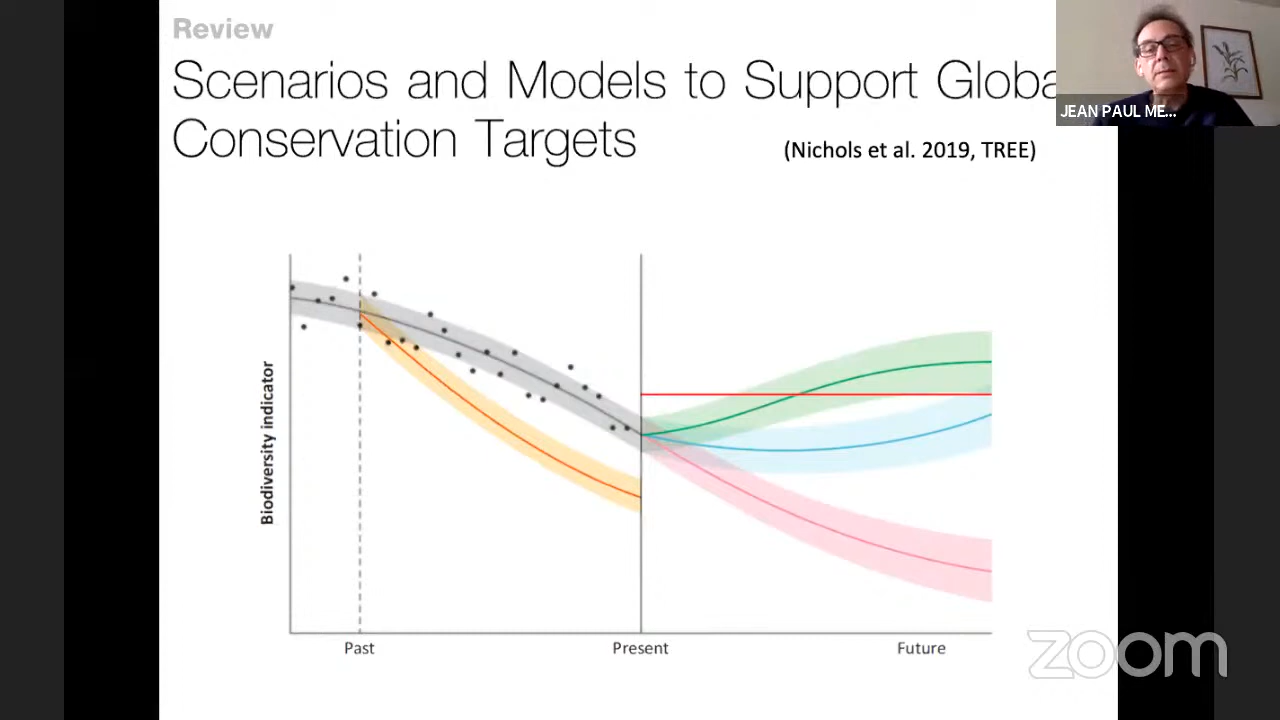 Review
Scenarios and Models to Support Globa
Conservation Targets
(Nichols et al. 2019, TREE)
JEAN PAUL ME...
Biodiversity indicator
Past
Present
Future
zoom